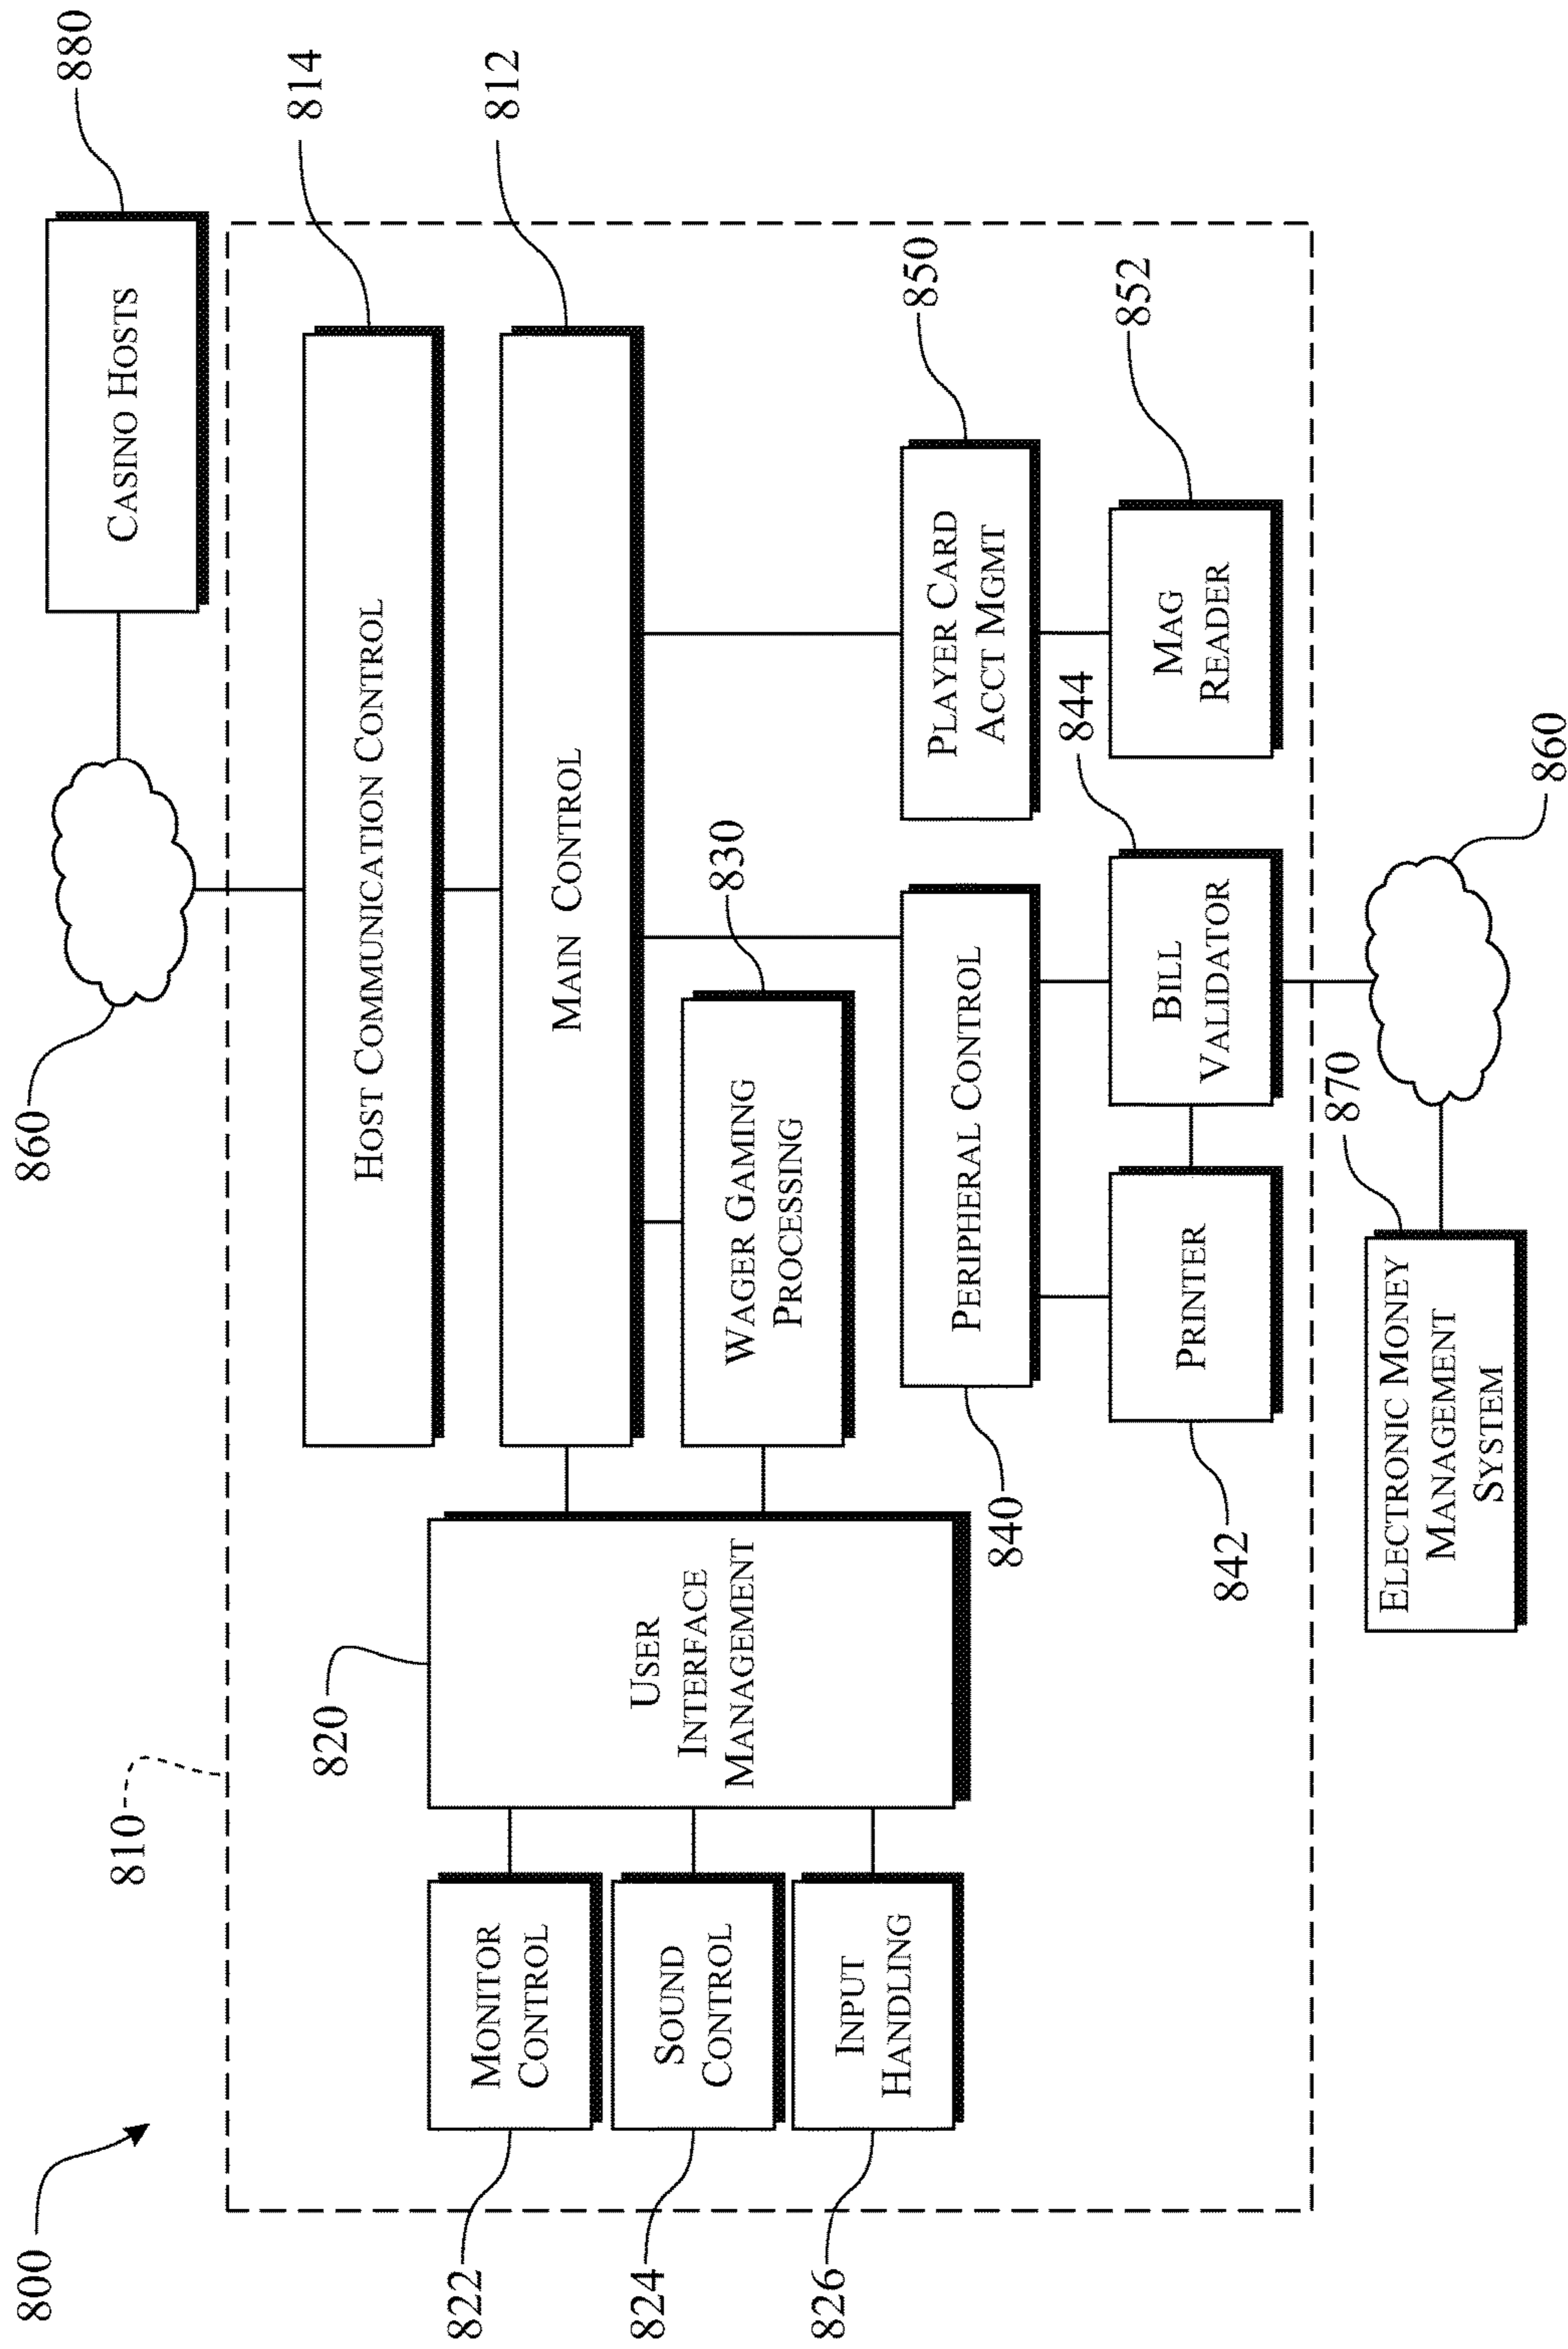 800
810
860
880
CASINO HOSTS
814
HOST COMMUNICATION CONTROL
812
MAIN CONTROL
820
USER
INTERFACE
MANAGEMENT
822
MONITOR
CONTROL
824
SOUND
CONTROL
826
INPUT
HANDLING
830
WAGER GAMING
PROCESSING
840
PERIPHERAL CONTROL
850
PLAYER CARD
ACCT MGMT
842
PRINTER
844
BILL
VALIDATOR
852
MAG
READER
870
ELECTRONIC MONEY
MANAGEMENT
SYSTEM
860